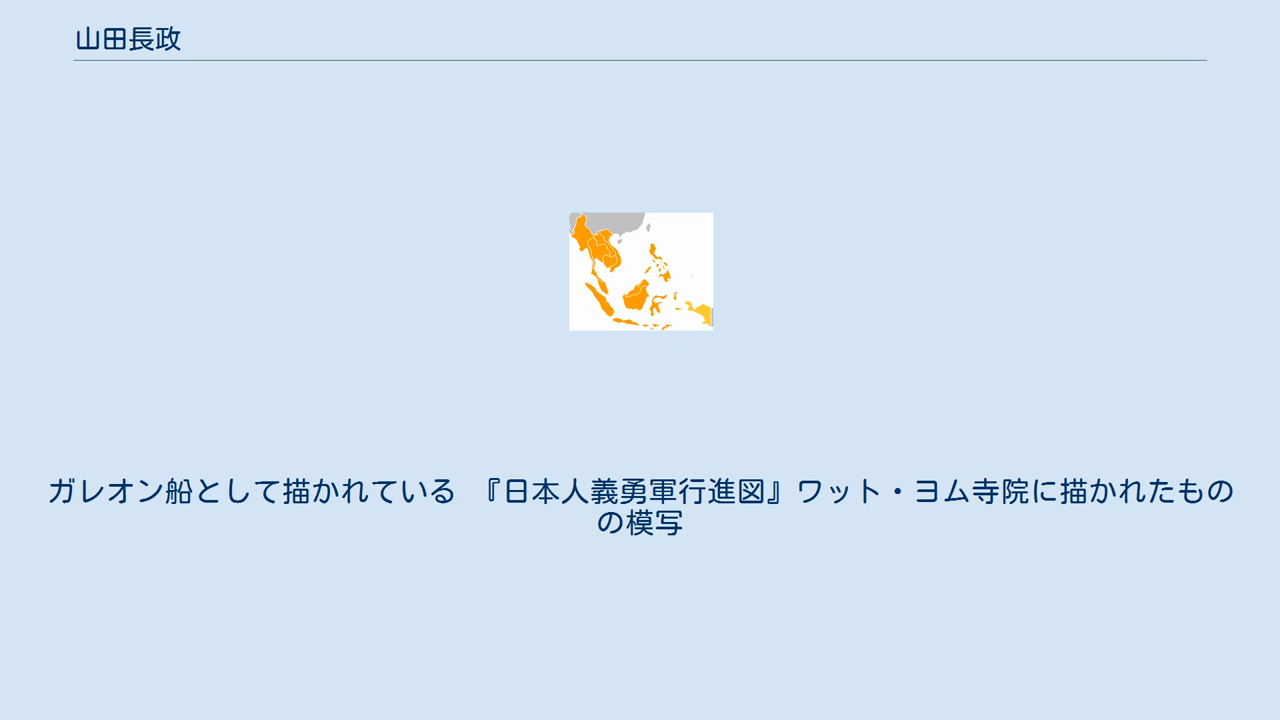 山田長政
ガレオン船として描かれている 『日本人義勇軍行進図』ワット・ヨム寺院に描かれたもの
の模写